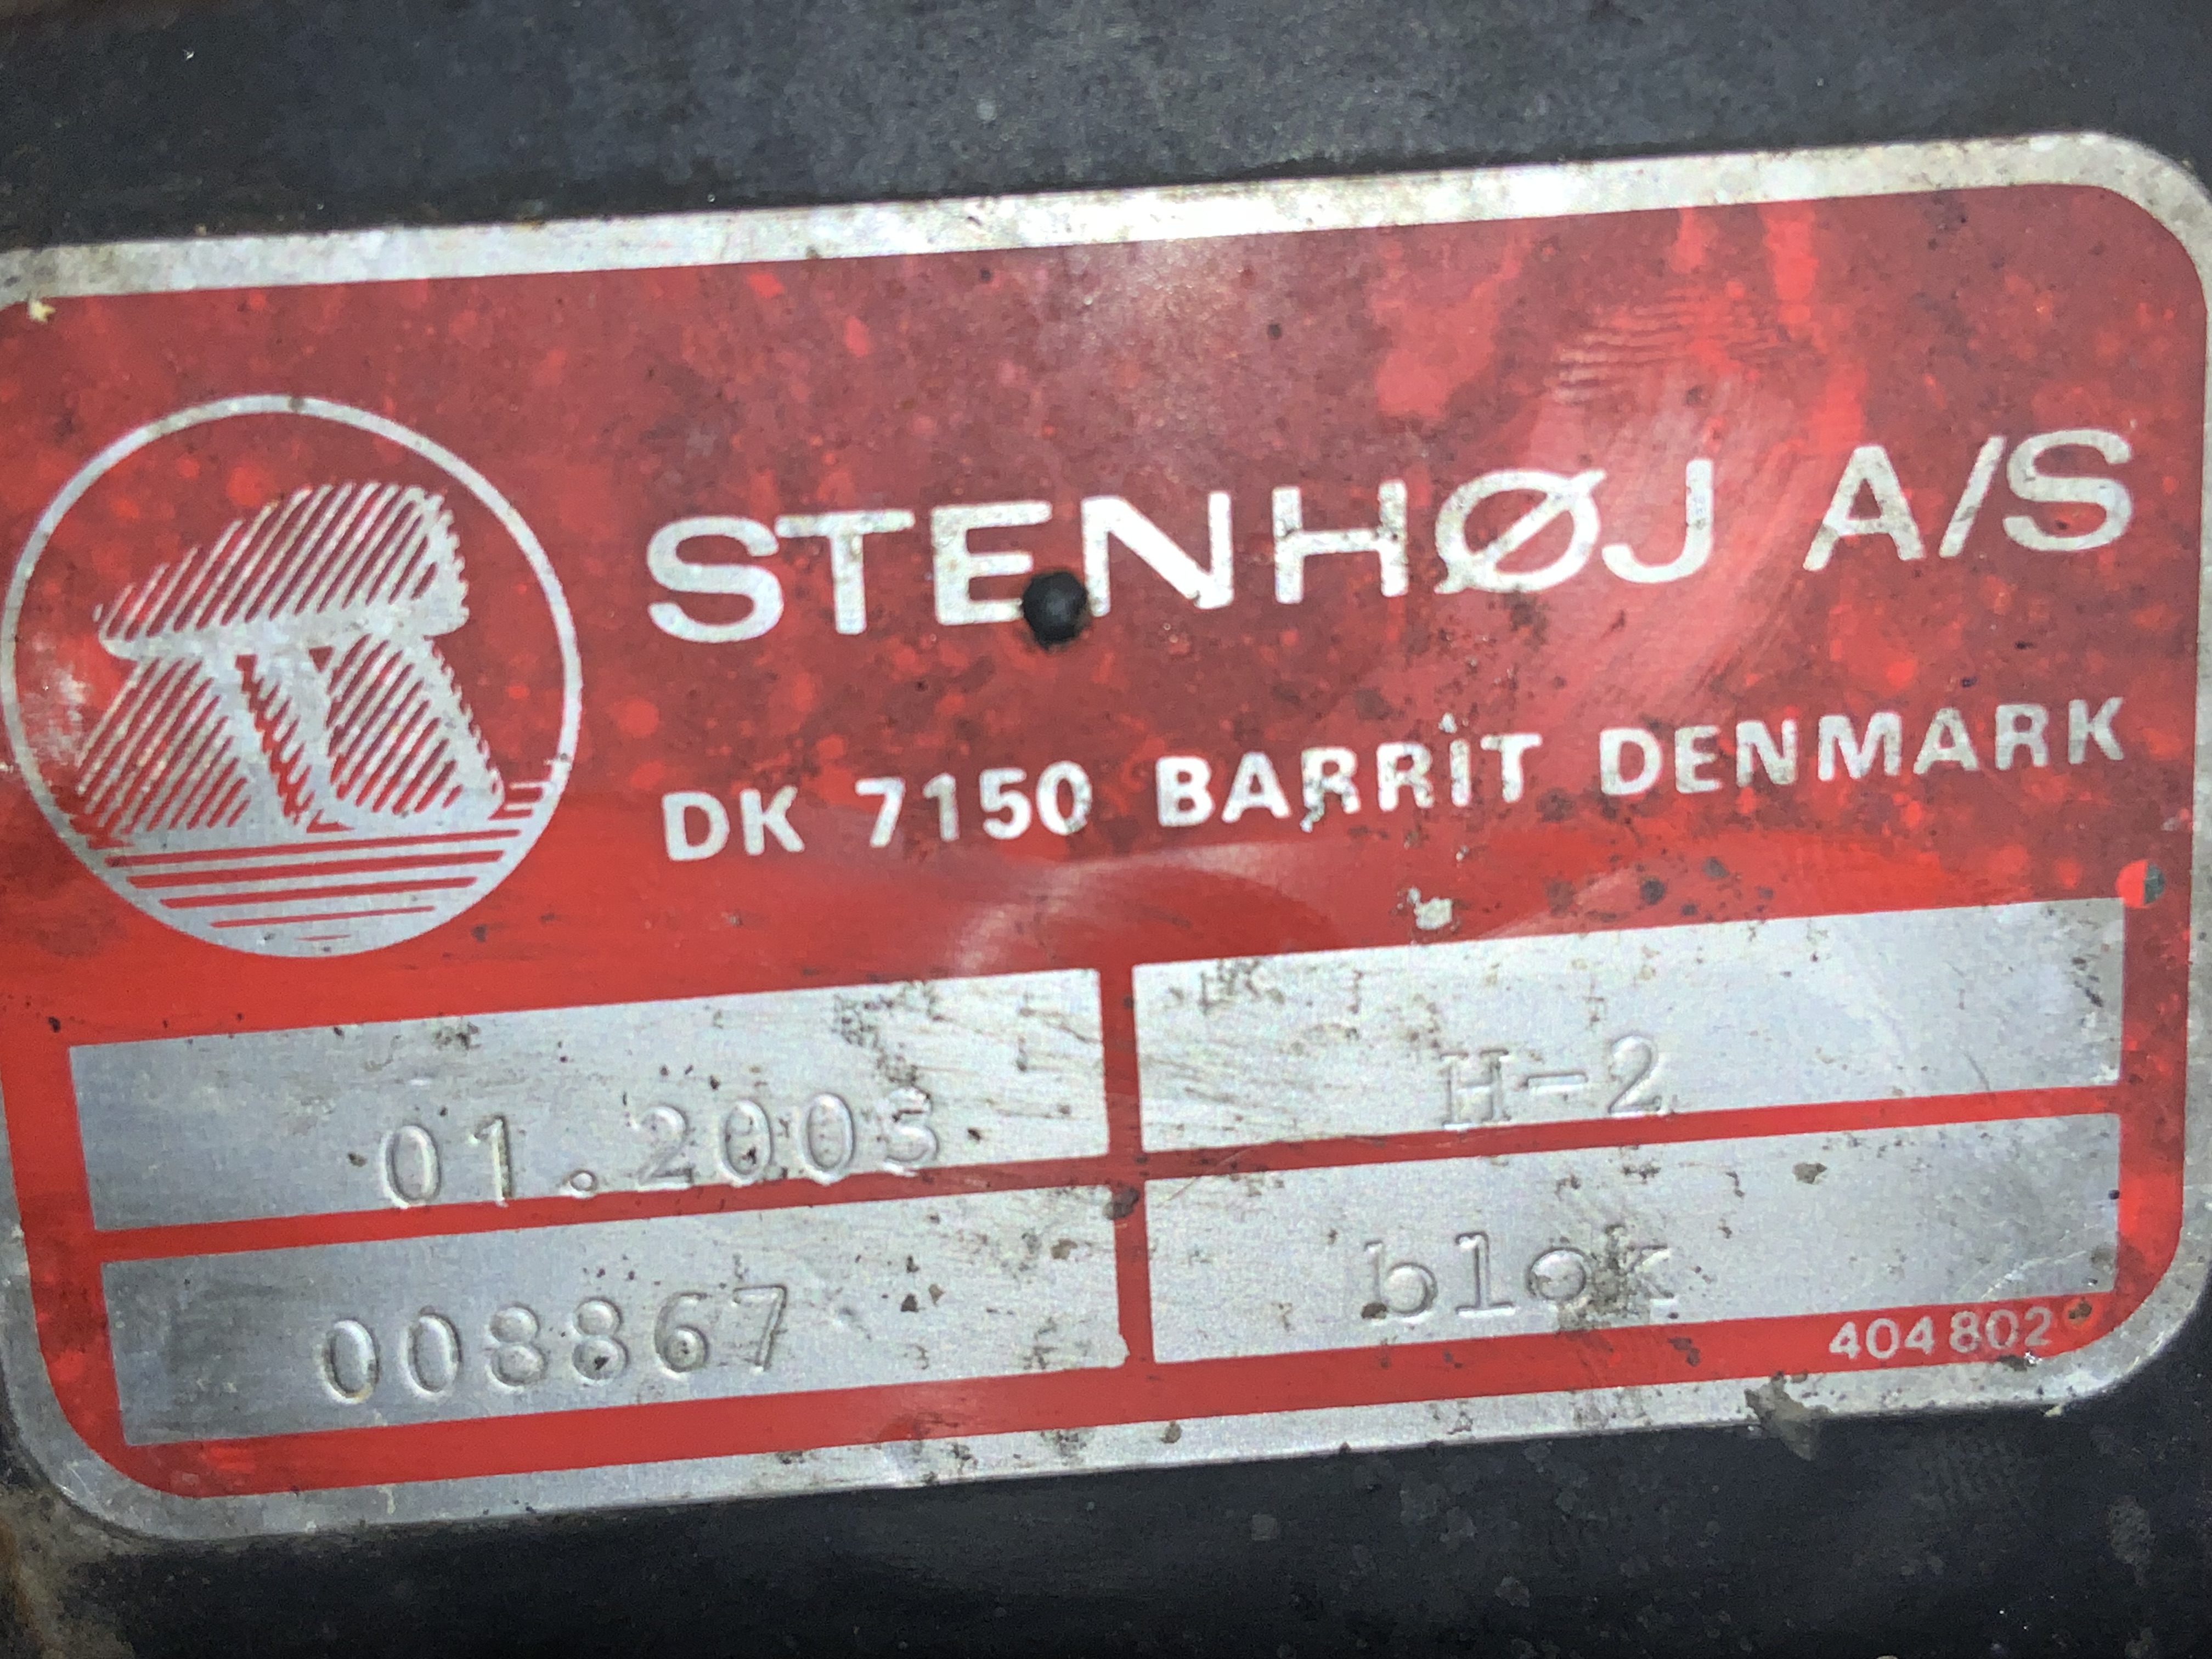 STENHØJ A/S
DK 7150 BARRIT DENMARK
01.2003
H-2
008867
blok
404802